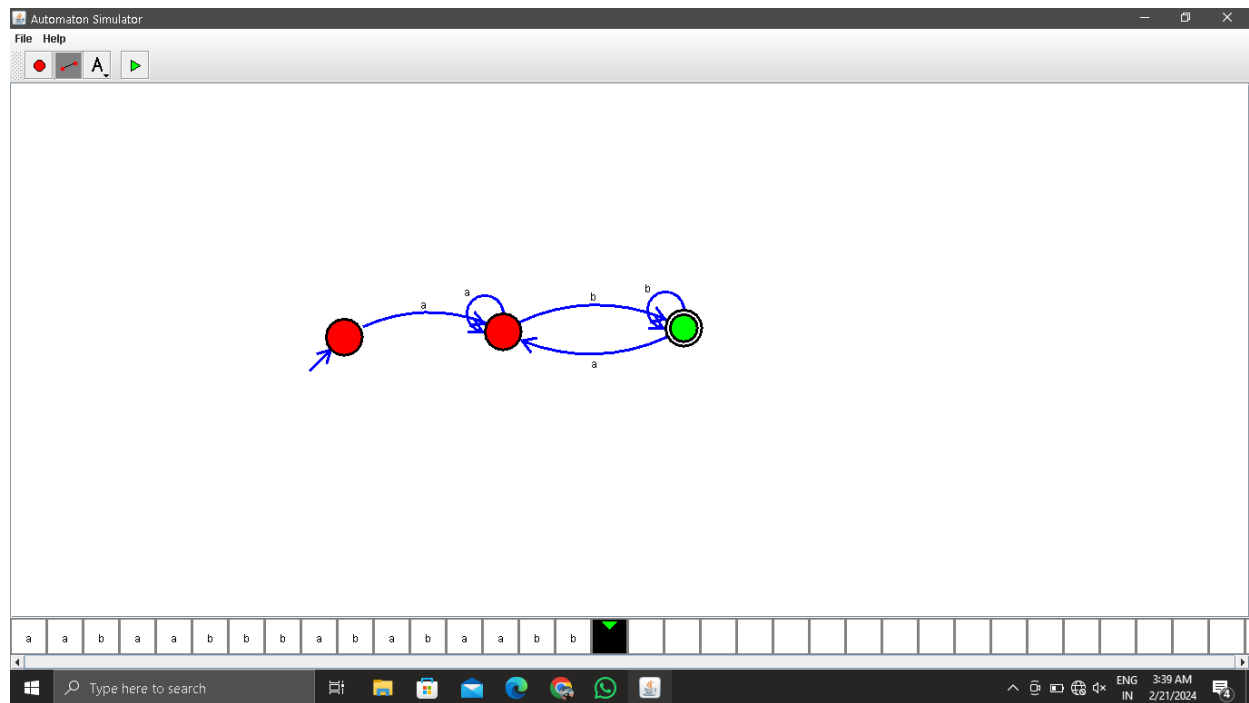 Automaton Simulator
File Help
A
a
a
b
b
a
a a b a a b b b a b a b a a b b
Type here to search
ENG 3:39 AM
IN 2/21/2024
4